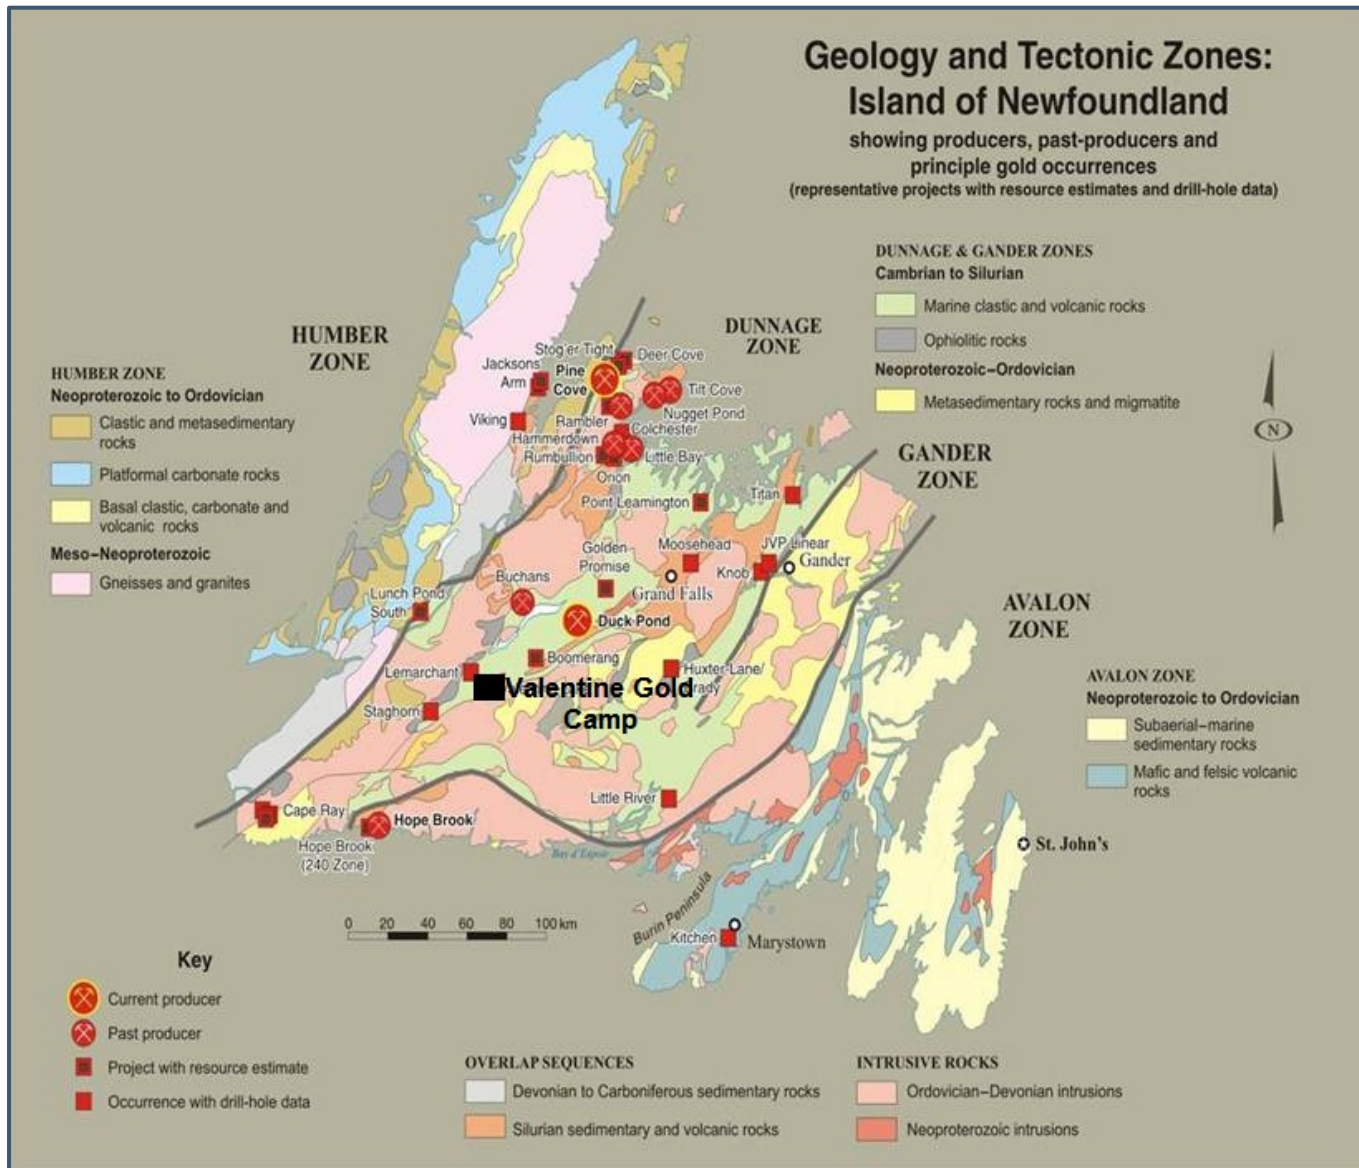 Geology and Tectonic Zones:
Island of Newfoundland
showing producers, past-producers and
principle gold occurrences
(representative projects with resource estimates and drill-hole data)
DUNNAGE & GANDER ZONES
Cambrian to Silurian
Marine clastic and volcanic rocks
Ophiolitic rocks
Neoproterozoic–Ordovician
Metasedimentary rocks and migmatite
HUMBER
ZONE
DUNNAGE
ZONE
GANDER
ZONE
AVALON
ZONE
N
HUMBER ZONE
Neoproterozoic to Ordovician
Clastic and metasedimentary
rocks
Platformal carbonate rocks
Basal clastic, carbonate and
volcanic rocks
Meso–Neoproterozoic
Gneisses and granites
Stog'er Tight
Deer Cove
Jacksons
Arm
Pine
Cove
Tilt Cove
Nugget Pond
Viking
Rambler
Colchester
Hammerdown
Rumbullion
Little Bay
Orion
Point Leamington
Titan
Golden
Promise
Moosehead
JVP Linear
Knob
Gander
Buchans
Grand Falls
Lunch Pond
South
Duck Pond
Boomerang
Lemarchant
Huxter-Lane/
rady
Valentine Gold
Camp
Staghorn
Little River
Cape Ray
Hope Brook
Hope Brook
(240 Zone)
Bay d'Espoir
Burin Peninsula
Kitchen
Marystown
St. John's
AVALON ZONE
Neoproterozoic to Ordovician
Subaerial–marine
sedimentary rocks
Mafic and felsic volcanic
rocks
0 20 40 60 80 100 km
Key
Current producer
Past producer
Project with resource estimate
Occurrence with drill-hole data
OVERLAP SEQUENCES
Devonian to Carboniferous sedimentary rocks
Silurian sedimentary and volcanic rocks
INTRUSIVE ROCKS
Ordovician–Devonian intrusions
Neoproterozoic intrusions